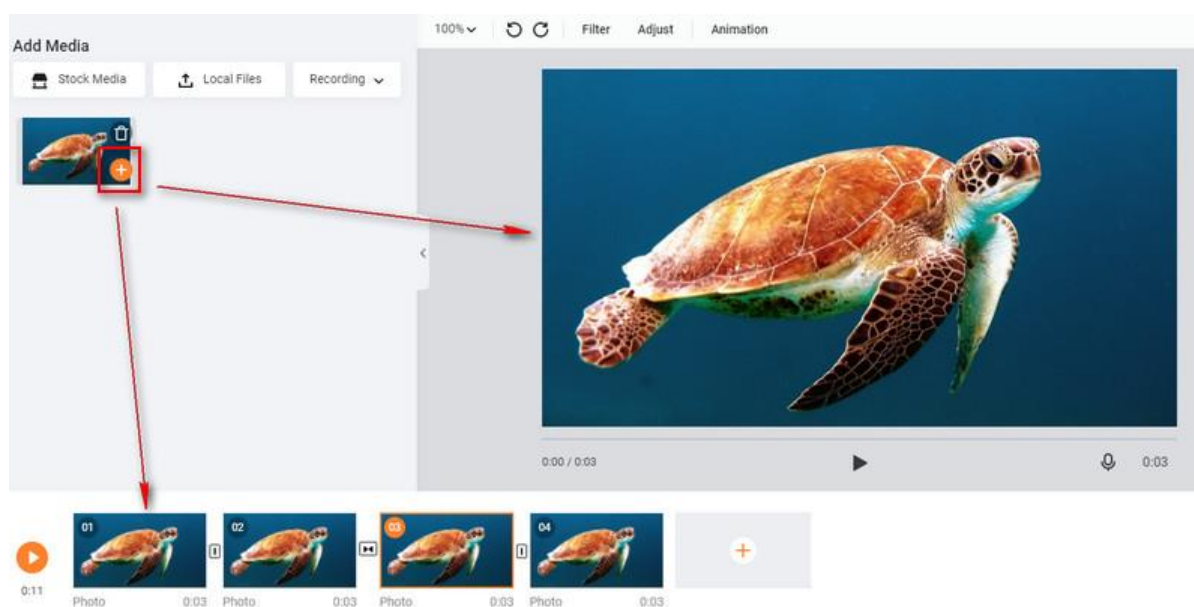 100% Filter Adjust Animation
Add Media
Stock Media Local Files Recording
0:00 / 0:03 0:03
01 02 03 04
0:11
Photo 0:03 Photo 0:03 Photo 0:03 Photo 0:03